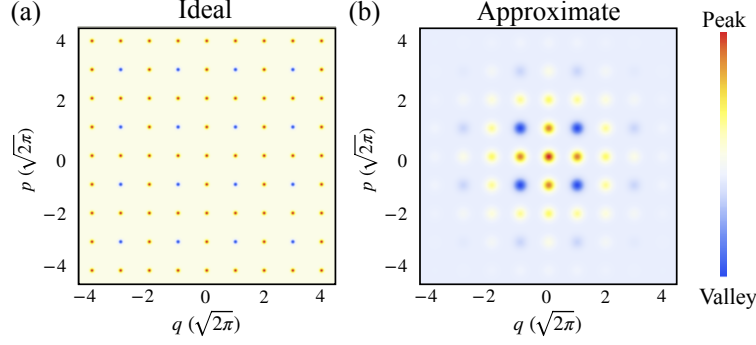 (a) Ideal
(b) Approximate
Peak
4
2
0
−2
−4
p (√2π)
−4 −2 0 2 4
q (√2π)
4
2
0
−2
−4
p (√2π)
−4 −2 0 2 4
q (√2π)
Valley